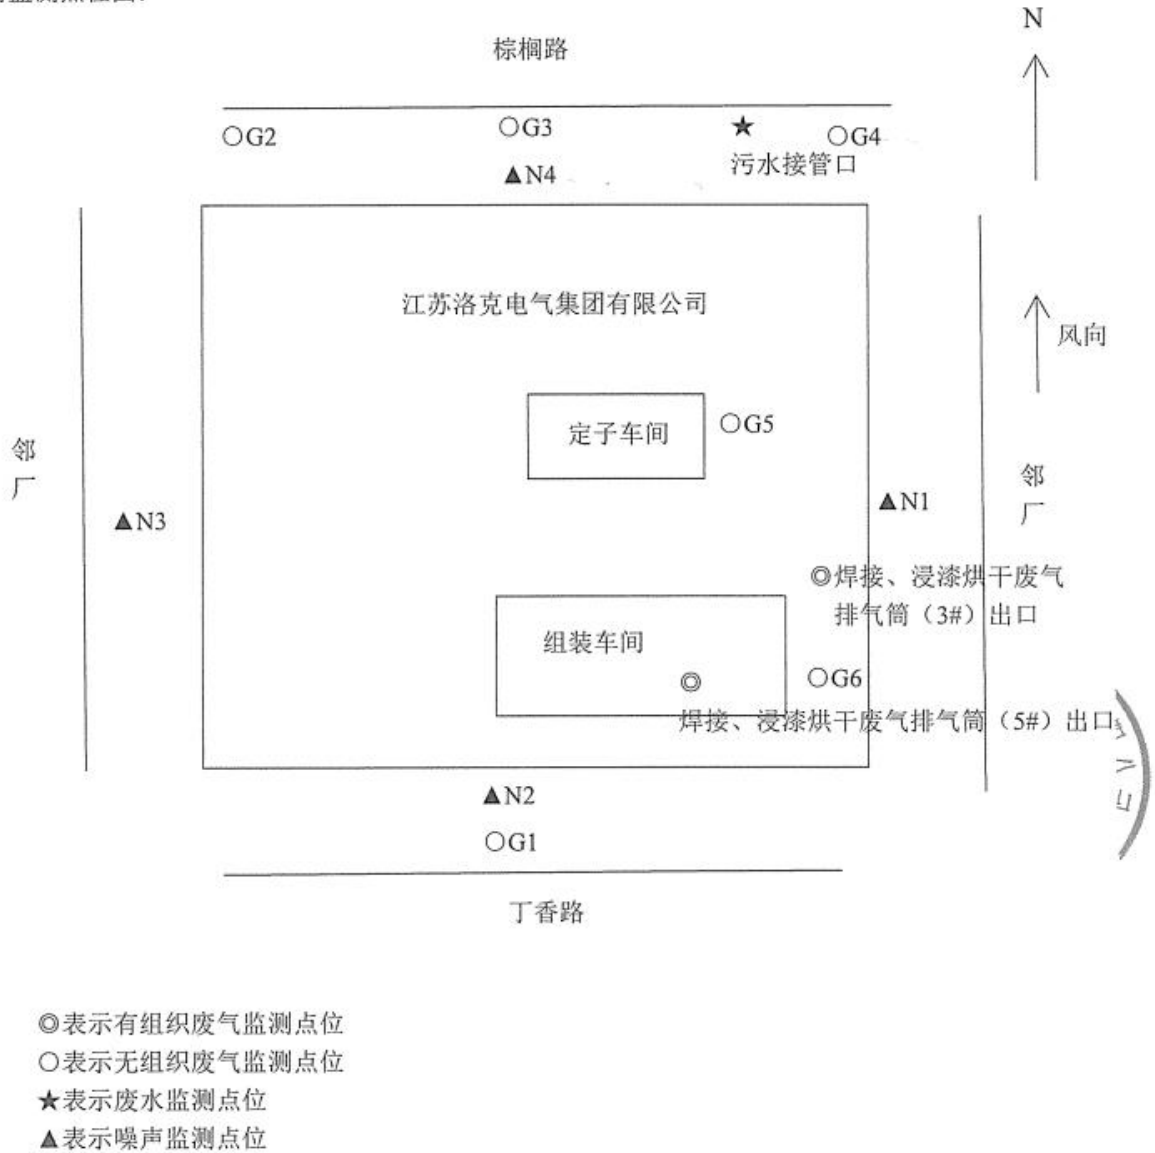 N
棕榈路
○G2
○G3
★
○G4
污水接管口
▲N4
江苏洛克电气集团有限公司
风向
定子车间
○G5
邻厂
邻厂
▲N3
▲N1
◎焊接、浸漆烘干废气
排气筒（3#）出口
组装车间
◎
○G6
焊接、浸漆烘干废气排气筒（5#）出口
▲N2
○G1
丁香路
◎表示有组织废气监测点位
○表示无组织废气监测点位
★表示废水监测点位
▲表示噪声监测点位